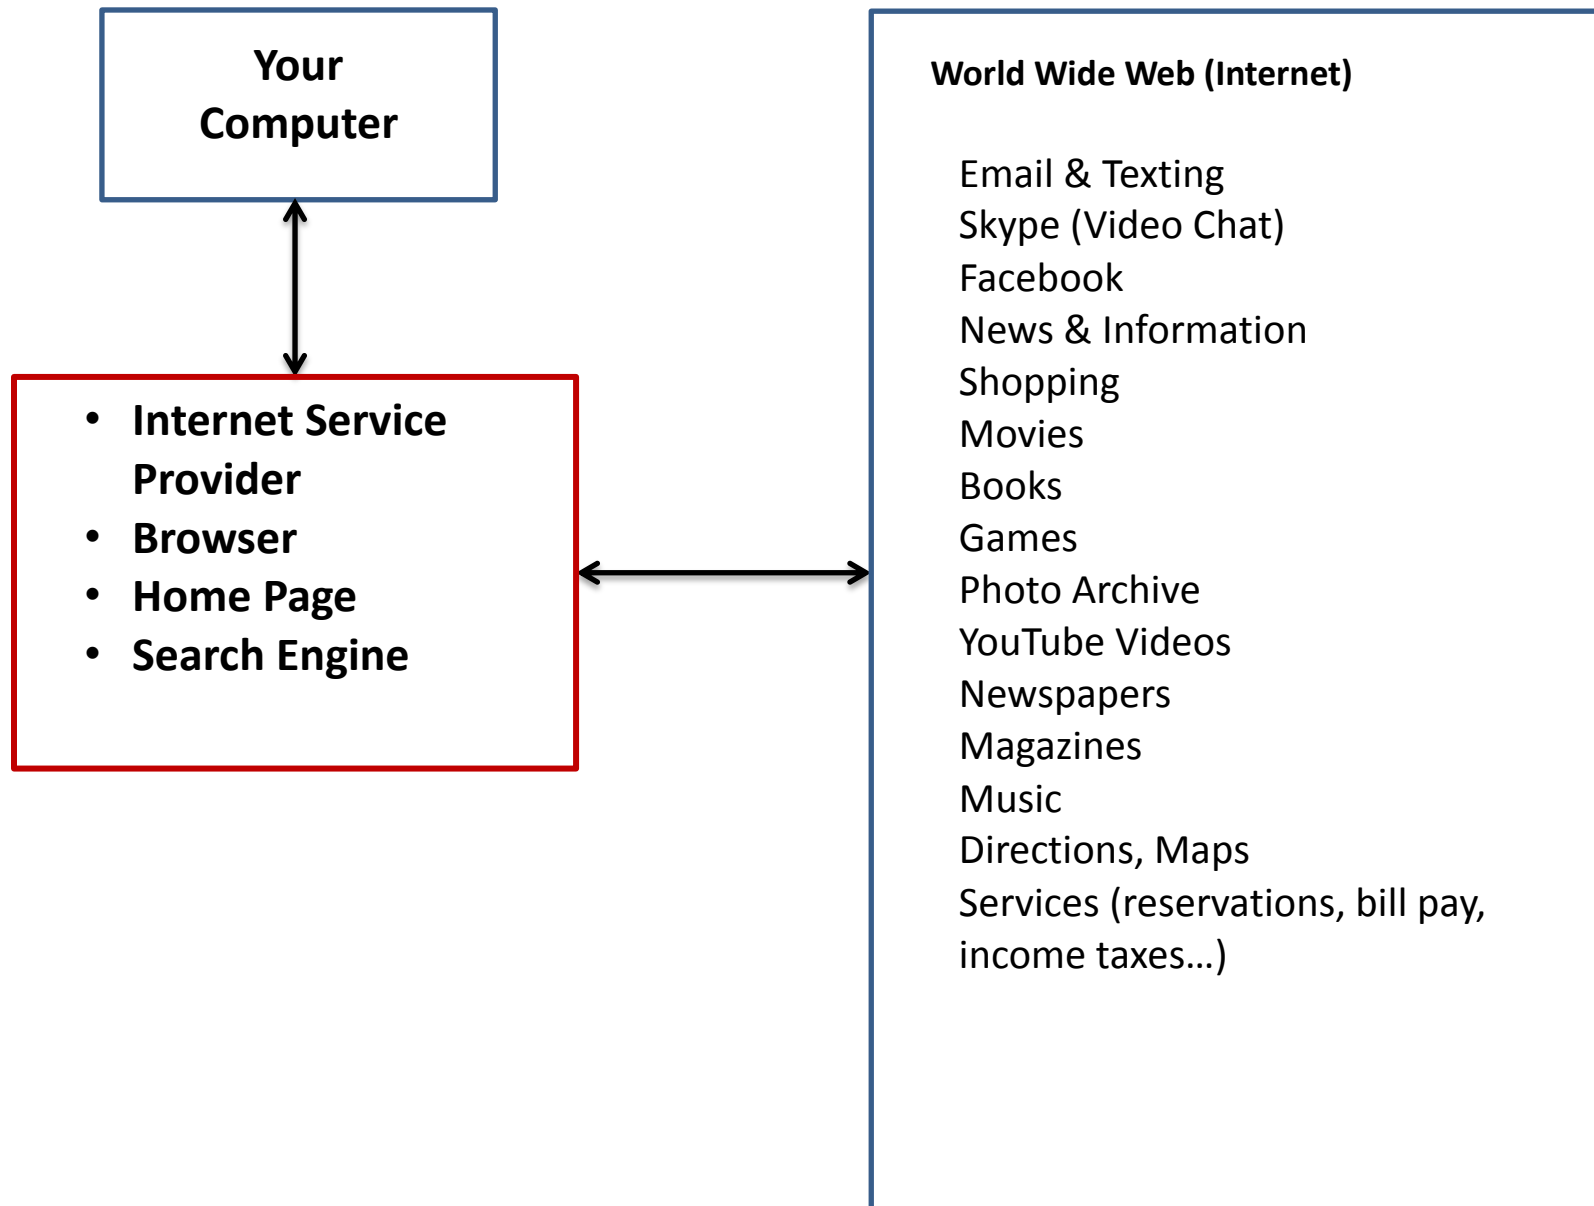 Your
Computer
• Internet Service
Provider
• Browser
• Home Page
• Search Engine
World Wide Web (Internet)
Email & Texting
Skype (Video Chat)
Facebook
News & Information
Shopping
Movies
Books
Games
Photo Archive
YouTube Videos
Newspapers
Magazines
Music
Directions, Maps
Services (reservations, bill pay,
income taxes…)